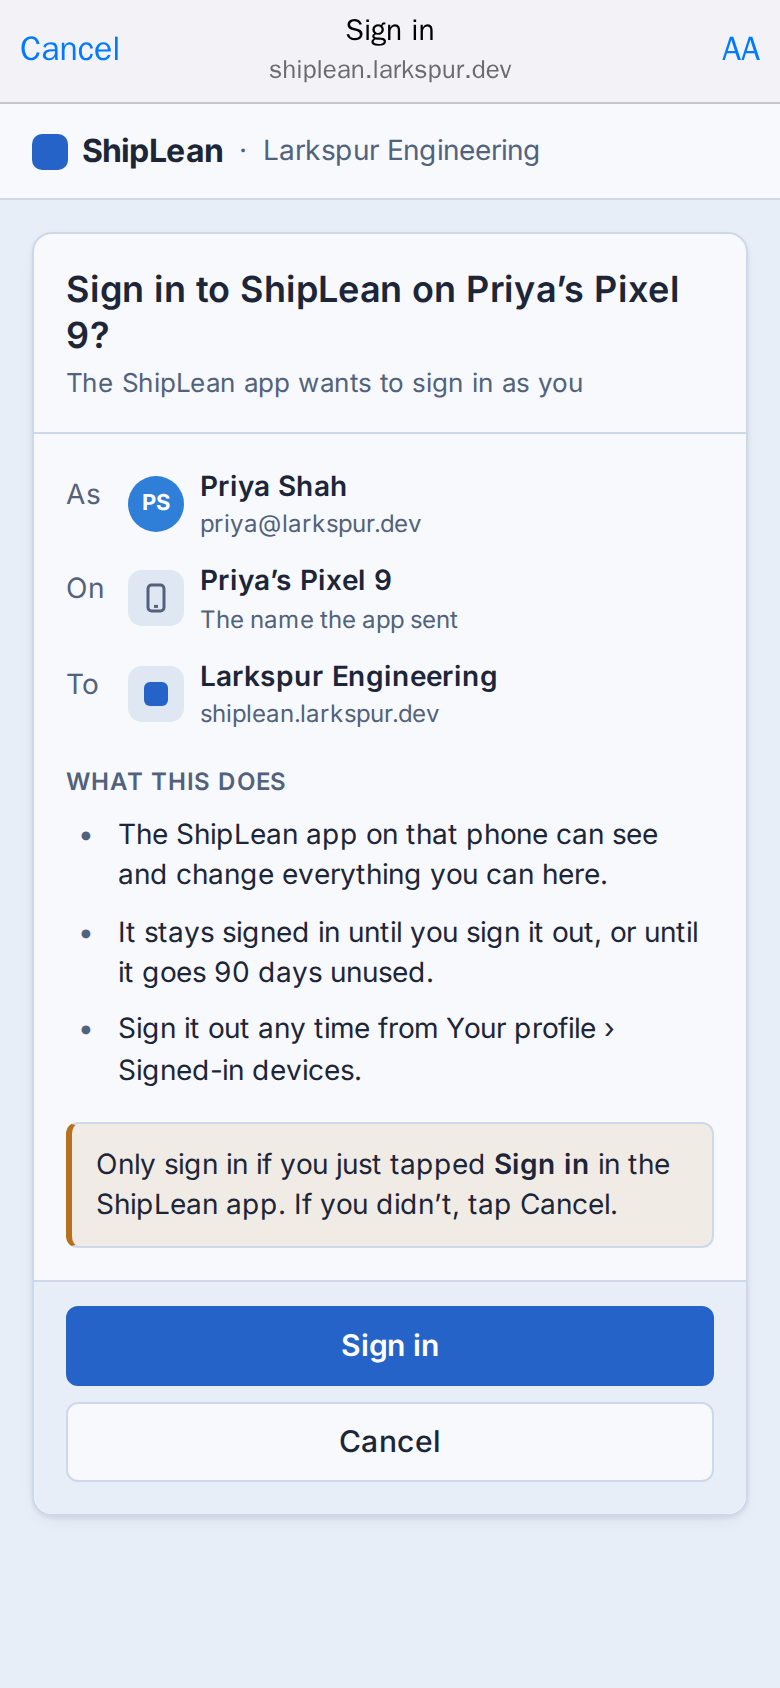 Cancel
Sign in
AA
shiplean.larkspur.dev
ShipLean · Larkspur Engineering
Sign in to ShipLean on Priya’s Pixel
9?
The ShipLean app wants to sign in as you
As
PS
Priya Shah
priya@larkspur.dev
On
Priya’s Pixel 9
The name the app sent
To
Larkspur Engineering
shiplean.larkspur.dev
WHAT THIS DOES
• The ShipLean app on that phone can see
and change everything you can here.
• It stays signed in until you sign it out, or until
it goes 90 days unused.
• Sign it out any time from Your profile ›
Signed-in devices.
Only sign in if you just tapped Sign in in the
ShipLean app. If you didn’t, tap Cancel.
Sign in
Cancel